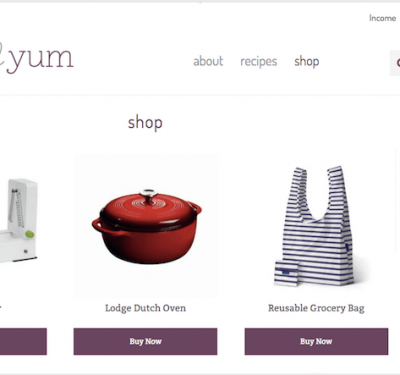 Income
yum
about recipes shop
shop
Lodge Dutch Oven
Reusable Grocery Bag
Buy Now
Buy Now